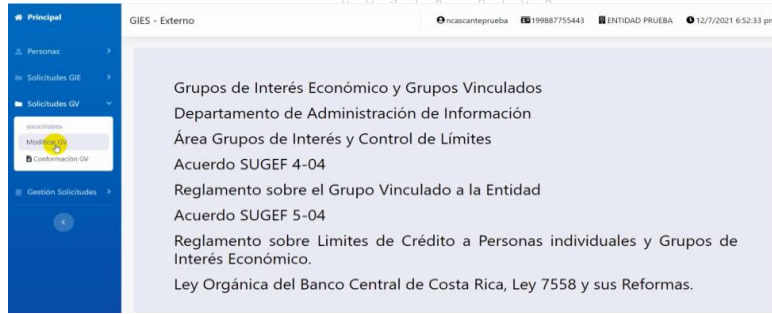 Principal
GIES - Externo
ncascanteprueba 199887755443 ENTIDAD PRUEBA 12/7/2021 6:52:33 pm
Personas
Solicitudes GIE
Solicitudes GV
SOLICITUDES:
Modificar GV
Conformación GV
Gestión Solicitudes
Grupos de Interés Económico y Grupos Vinculados
Departamento de Administración de Información
Área Grupos de Interés y Control de Límites
Acuerdo SUGEF 4-04
Reglamento sobre el Grupo Vinculado a la Entidad
Acuerdo SUGEF 5-04
Reglamento sobre Limites de Crédito a Personas individuales y Grupos de
Interés Económico.
Ley Orgánica del Banco Central de Costa Rica, Ley 7558 y sus Reformas.